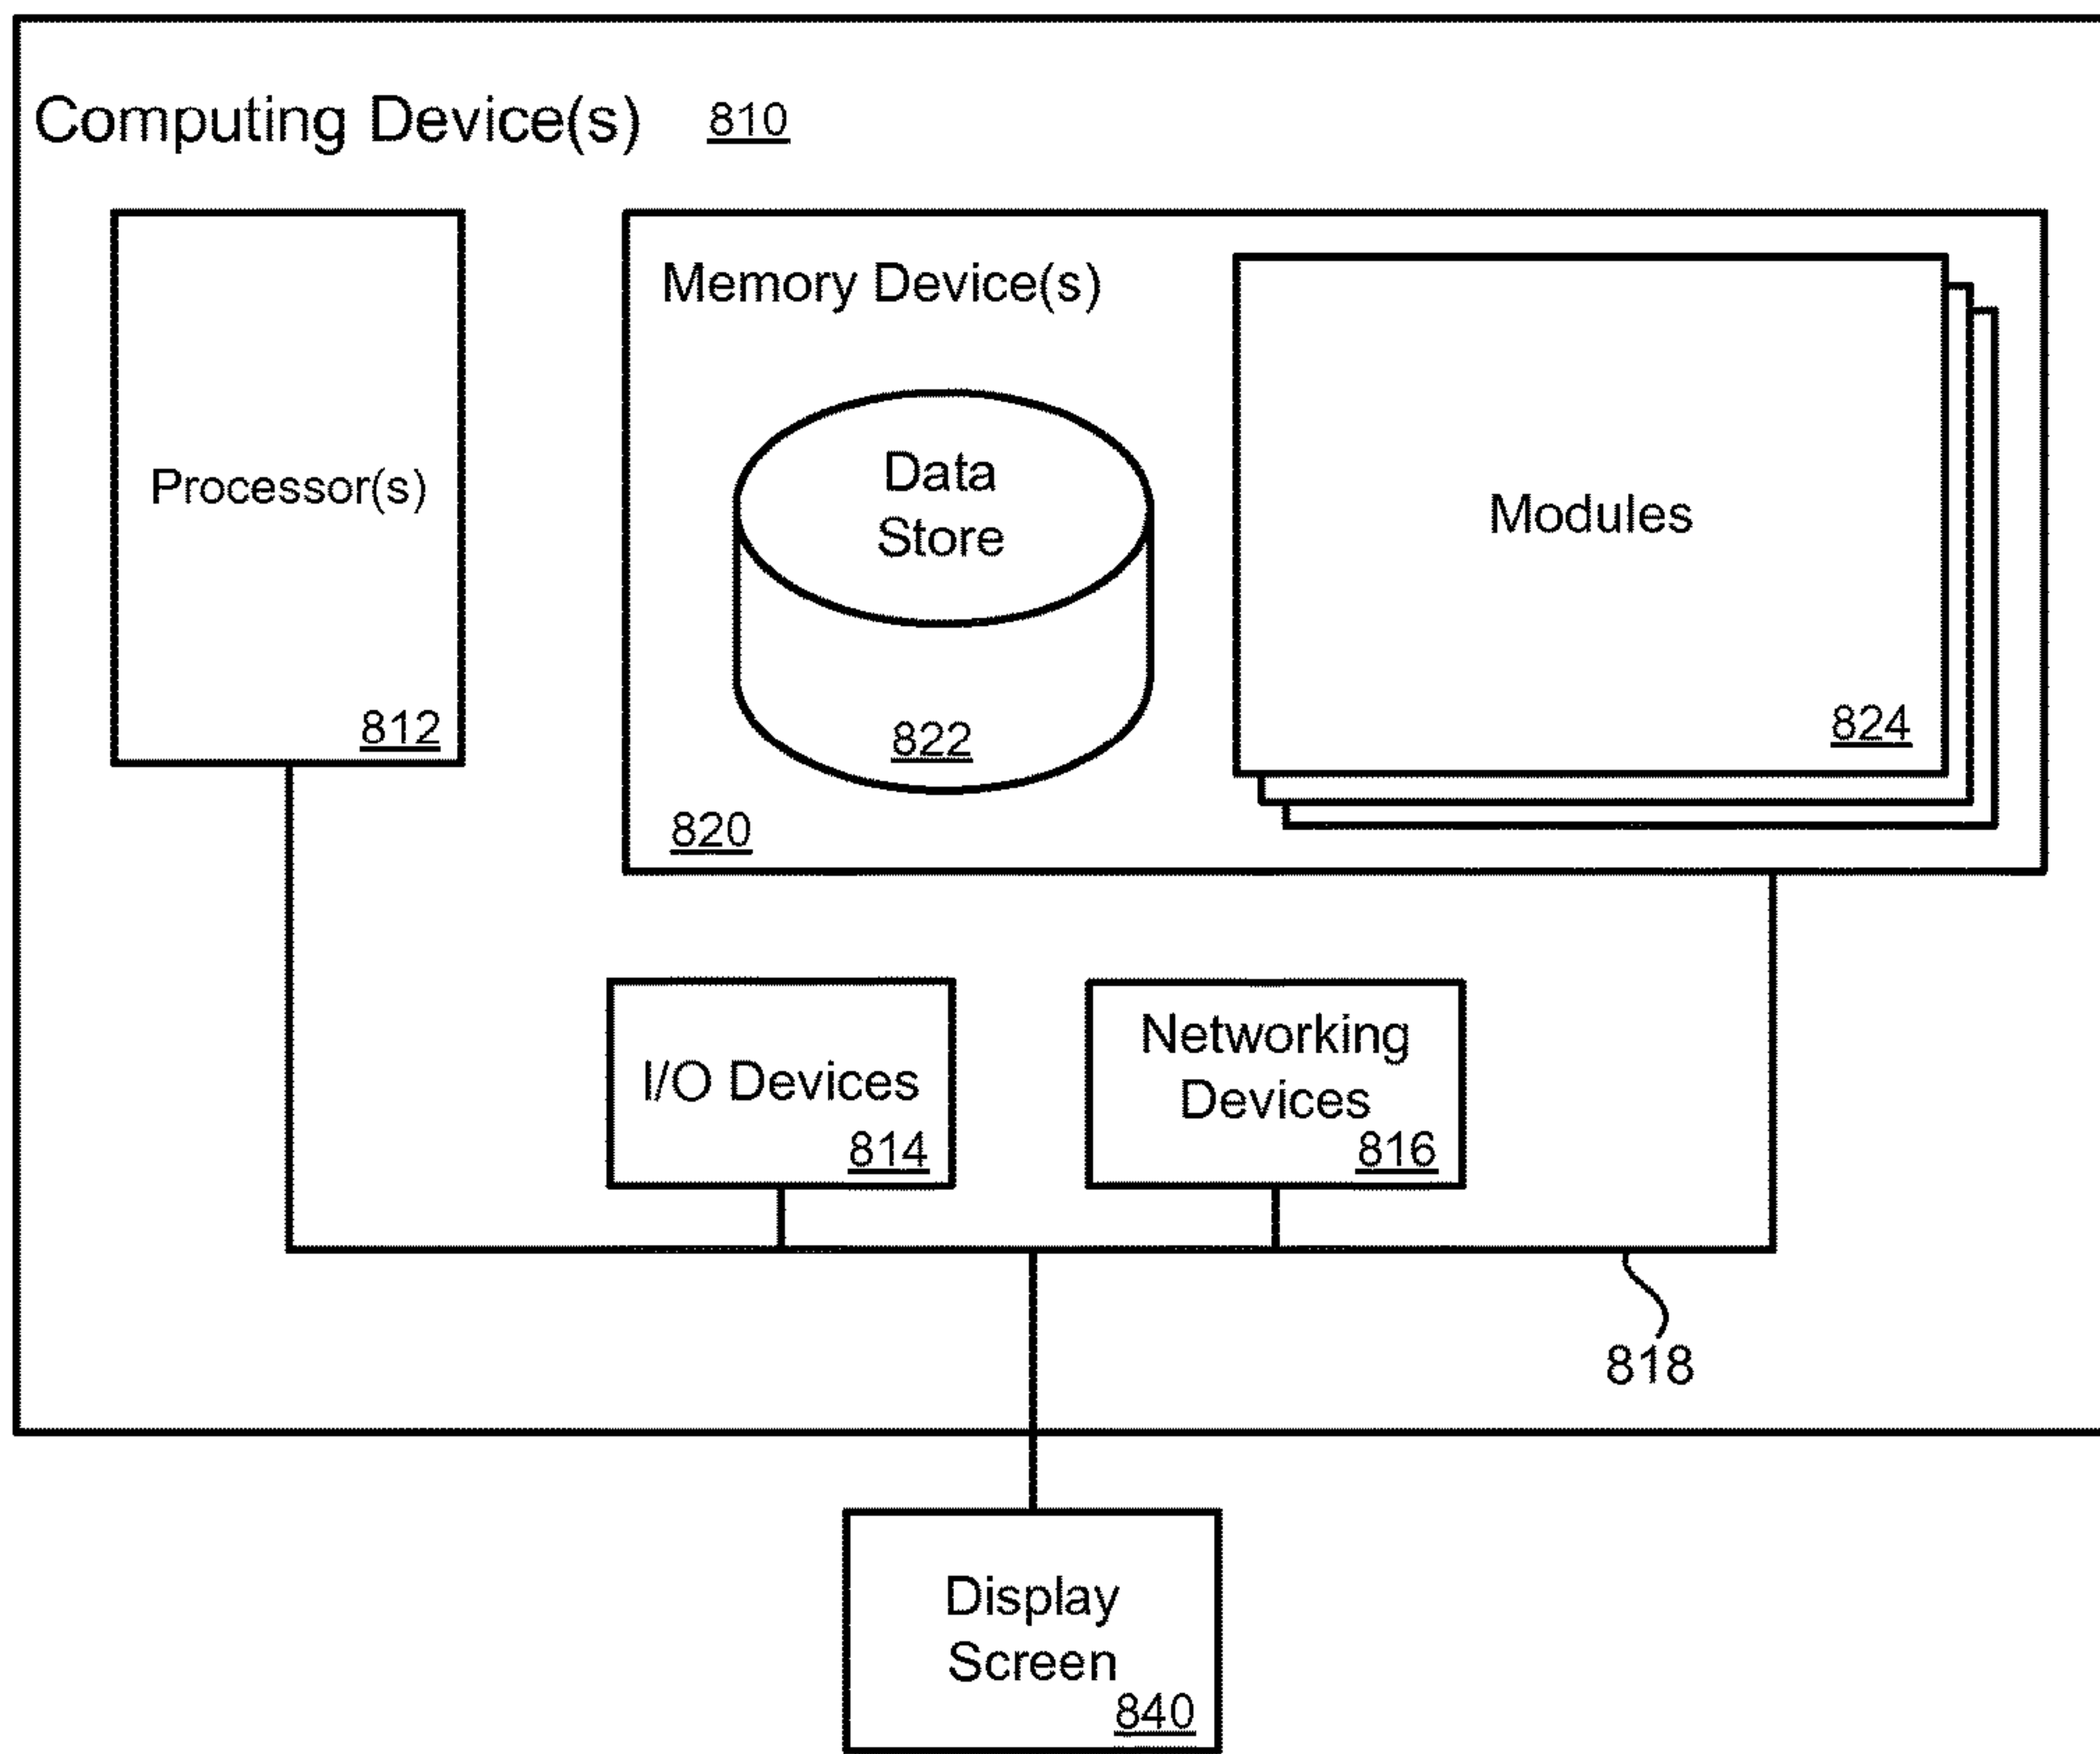 Computing Device(s) 810
Processor(s)
812
Memory Device(s)
Data
Store
822
820
Modules
824
I/O Devices
814
Networking
Devices
816
818
Display
Screen
840